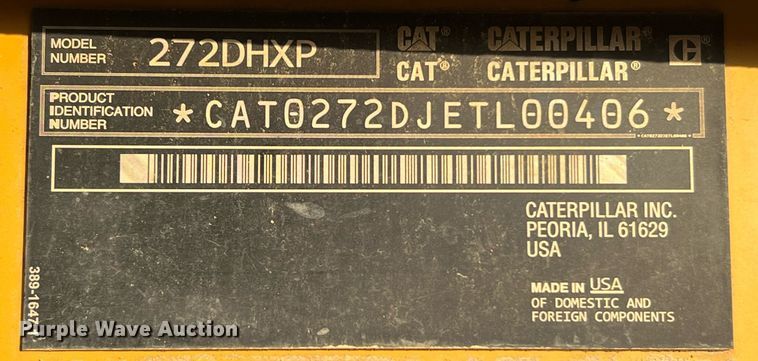 MODEL
NUMBER
272DHXP
CAT® CATERPILLAR®
CAT® CATERPILLAR®
PRODUCT
IDENTIFICATION
NUMBER
*CAT0272DJETL00406*
*CAT0272DJETL00406*
CATERPILLAR INC.
PEORIA, IL 61629
USA
MADE IN USA
OF DOMESTIC AND
FOREIGN COMPONENTS
Purple Wave Auction